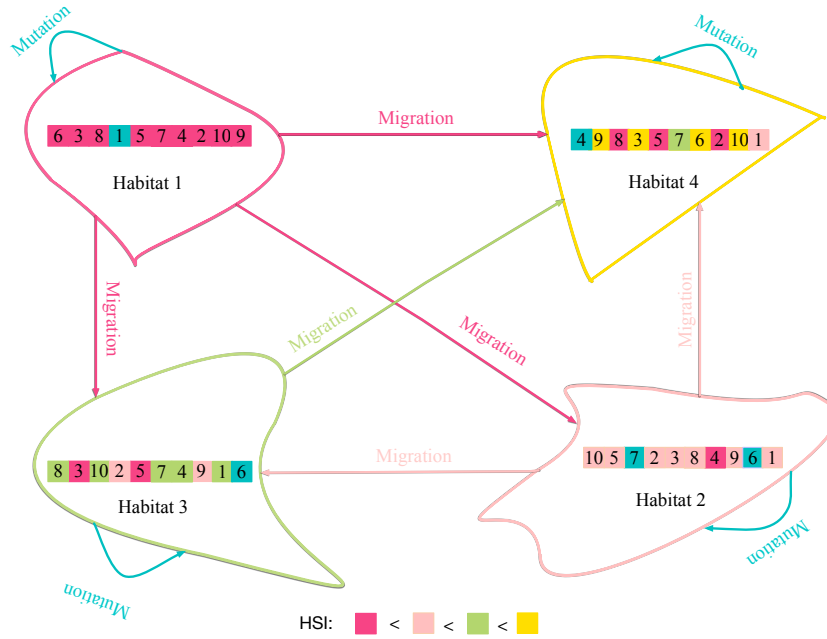 Mutation
Mutation
Migration
6 3 8 1 5 7 4 2 10 9
4 9 8 3 5 7 6 2 10 1
Habitat 1
Habitat 4
Migration
Migration
Migration
Migration
Migration
8 3 10 2 5 7 4 9 1 6
10 5 7 2 3 8 4 9 6 1
Habitat 3
Habitat 2
Mutation
Mutation
HSI: < < <